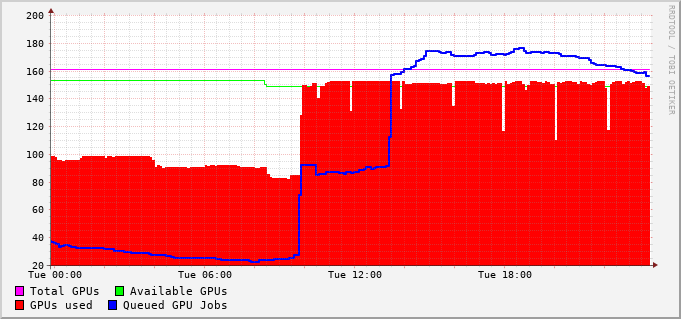 200
180
160
140
120
100
80
60
40
20
Tue 00:00 Tue 06:00 Tue 12:00 Tue 18:00
Total GPUs Available GPUs
GPUs used Queued GPU Jobs
RRDTOOL / TOBI OETIKER